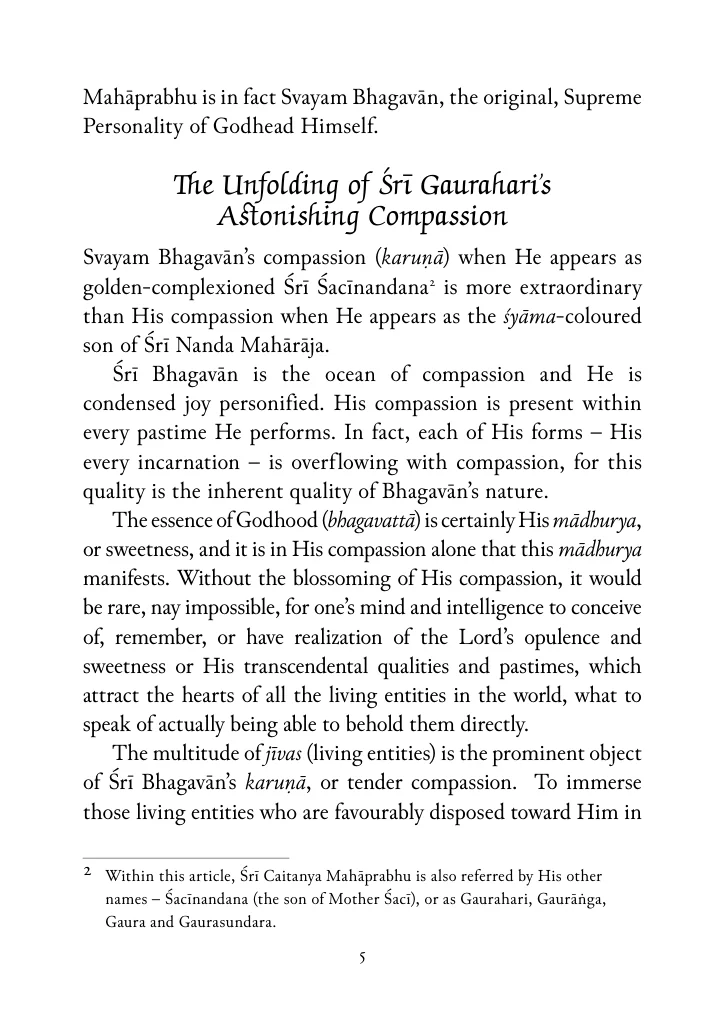 Mahāprabhu is in fact Svayam Bhagavān, the original, Supreme
Personality of Godhead Himself.
The Unfolding of Śrī Gaurahari's
Astonishing Compassion
Svayam Bhagavān's compassion (karuṇā) when He appears as
golden-complexioned Śrī Śacīnandana² is more extraordinary
than His compassion when He appears as the śyāma-coloured
son of Śrī Nanda Mahārāja.
Śrī Bhagavān is the ocean of compassion and He is
condensed joy personified. His compassion is present within
every pastime He performs. In fact, each of His forms – His
every incarnation – is overflowing with compassion, for this
quality is the inherent quality of Bhagavān's nature.
The essence of Godhood (bhagavattā) is certainly His mādhurya,
or sweetness, and it is in His compassion alone that this mādhurya
manifests. Without the blossoming of His compassion, it would
be rare, nay impossible, for one's mind and intelligence to conceive
of, remember, or have realization of the Lord's opulence and
sweetness or His transcendental qualities and pastimes, which
attract the hearts of all the living entities in the world, what to
speak of actually being able to behold them directly.
The multitude of jīvas (living entities) is the prominent object
of Śrī Bhagavān's karuṇā, or tender compassion.  To immerse
those living entities who are favourably disposed toward Him in
2 Within this article, Śrī Caitanya Mahāprabhu is also referred by His other
names – Śacīnandana (the son of Mother Śacī), or as Gaurahari, Gaurāṅga,
Gaura and Gaurasundara.
5